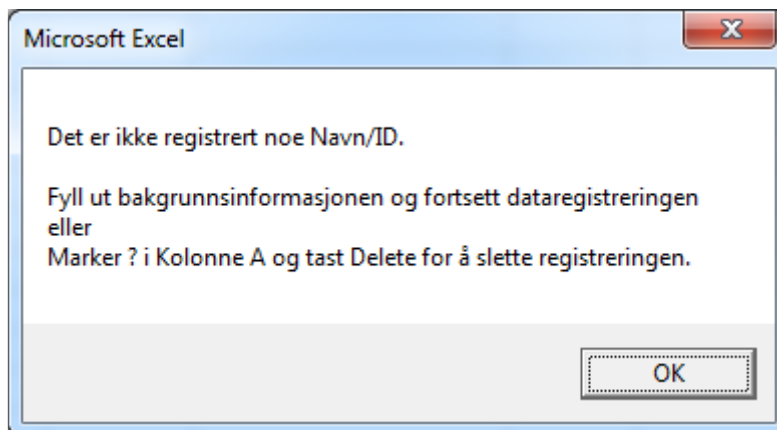 Microsoft Excel
Det er ikke registrert noe Navn/ID.
Fyll ut bakgrunnsinformasjonen og fortsett dataregistreringen
eller
Marker ? i Kolonne A og tast Delete for å slette registreringen.
OK